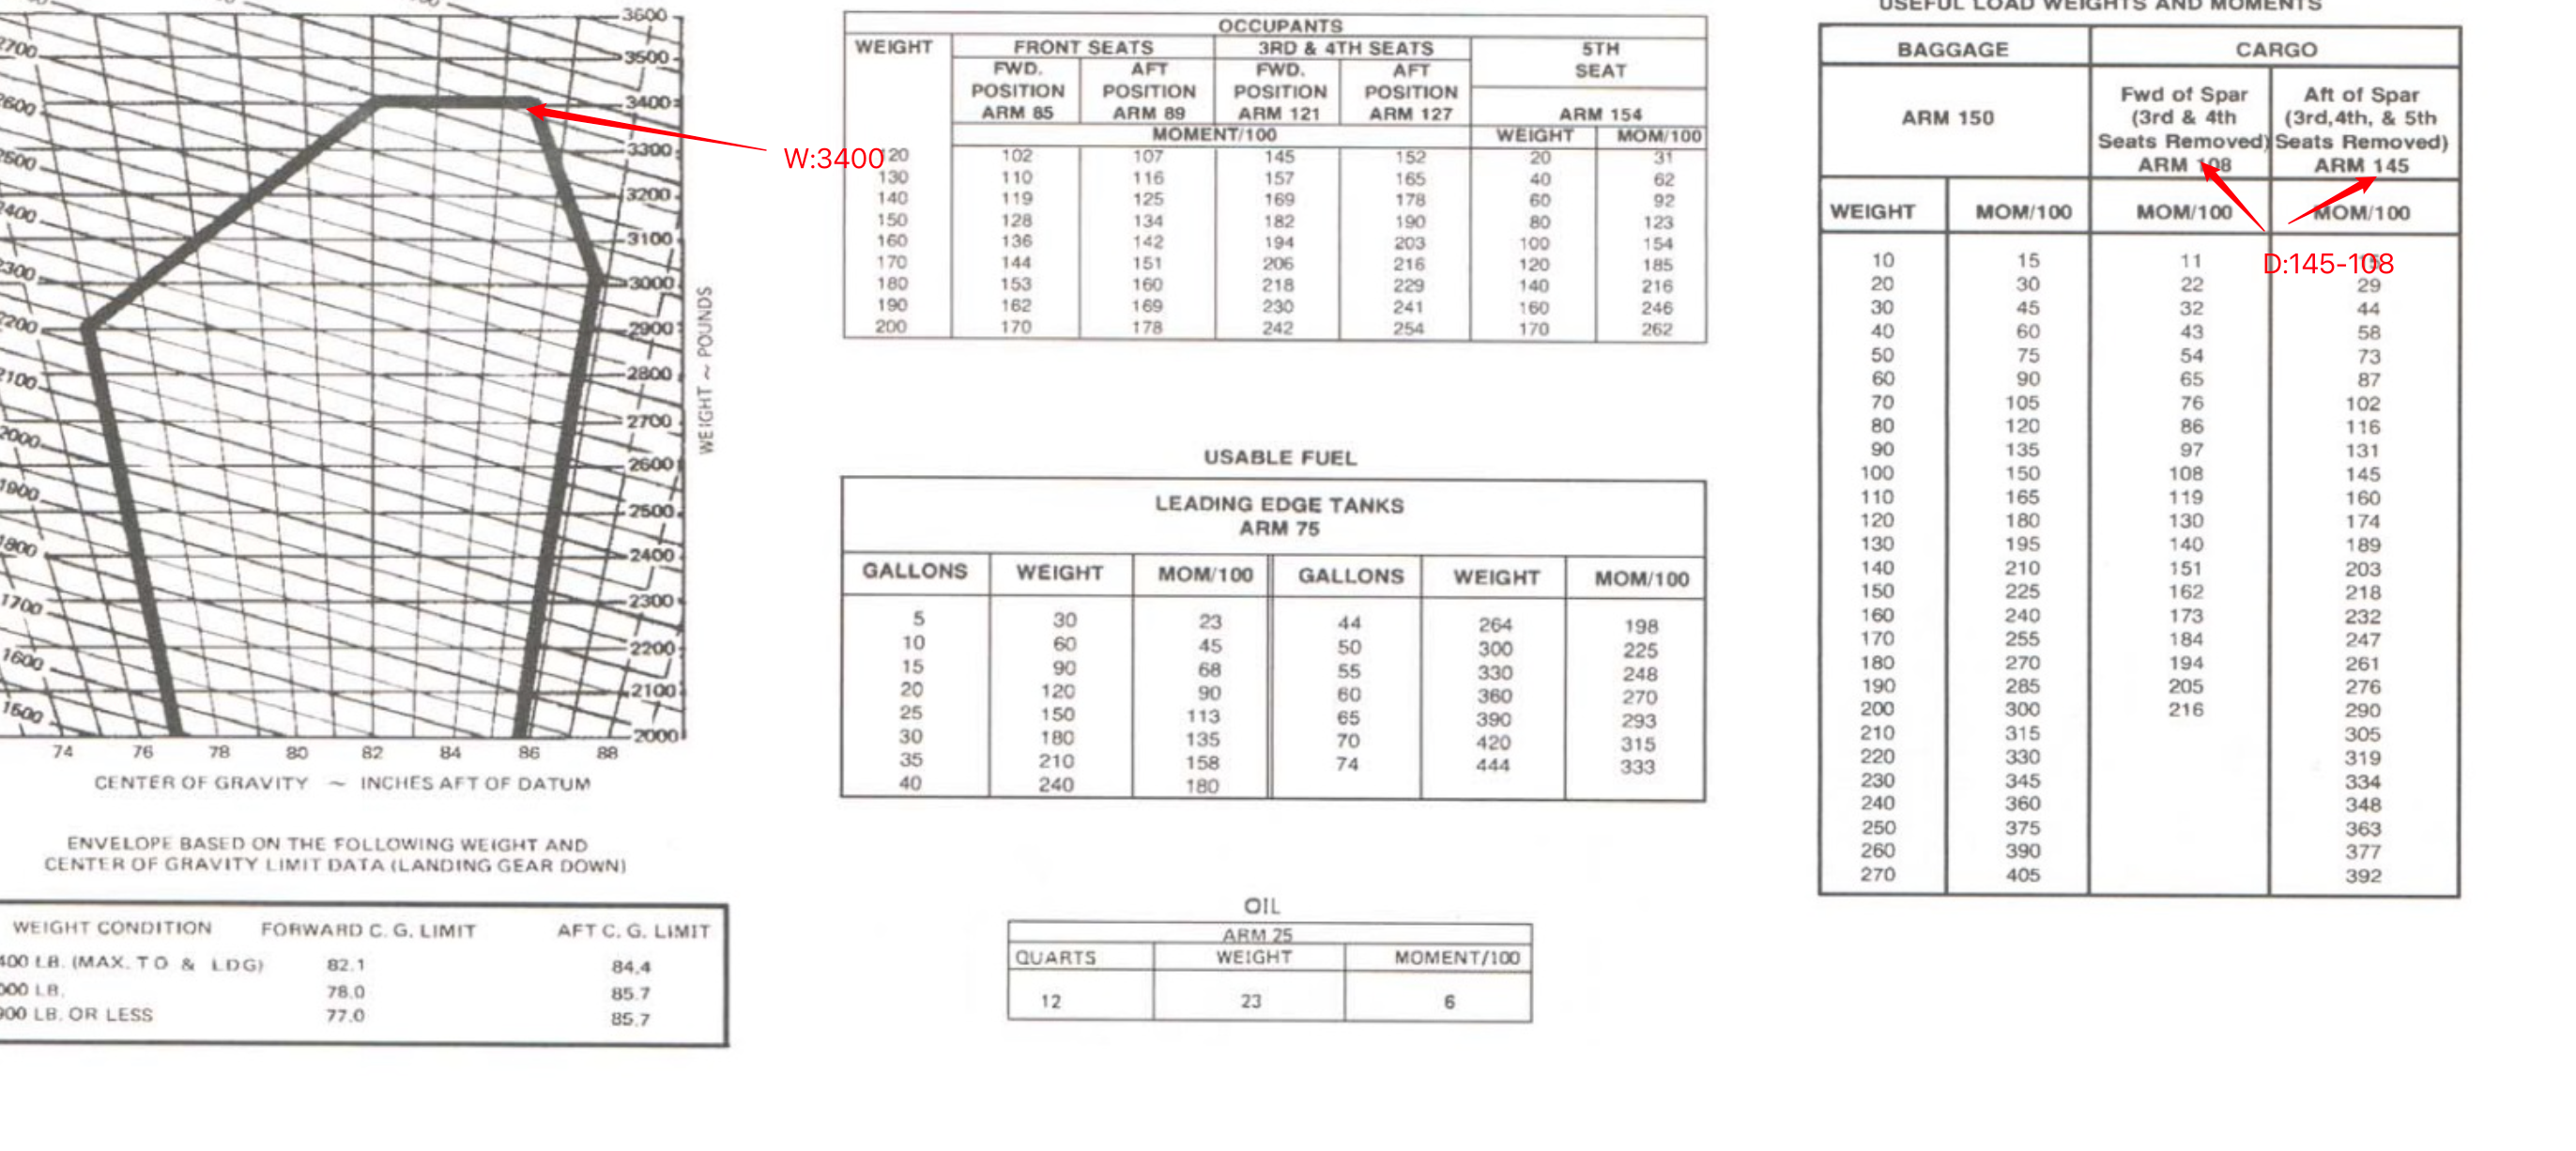 3600
3500
3400
3300
3200
3100
3000
2900
2800
2700
2600
2500
2400
2300
2200
2100
2000
WEIGHT ~ POUNDS
2700
2600
2500
2400
2300
2200
2100
2000
1900
1800
1700
1600
1500
74 76 78 80 82 84 86 88
CENTER OF GRAVITY ~ INCHES AFT OF DATUM
ENVELOPE BASED ON THE FOLLOWING WEIGHT AND
CENTER OF GRAVITY LIMIT DATA (LANDING GEAR DOWN)
WEIGHT CONDITION FORWARD C. G. LIMIT AFT C. G. LIMIT
400 LB. (MAX. TO & LDG) 82.1 84.4
000 LB. 78.0 85.7
900 LB. OR LESS 77.0 85.7
W:3400
OCCUPANTS
WEIGHT FRONT SEATS 3RD & 4TH SEATS 5TH
SEAT
FWD. AFT FWD. AFT
POSITION POSITION POSITION POSITION
ARM 85 ARM 89 ARM 121 ARM 127 ARM 154
MOMENT/100 WEIGHT MOM/100
20 102 107 145 152 20 31
130 110 116 157 165 40 62
140 119 125 169 178 60 92
150 128 134 182 190 80 123
160 136 142 194 203 100 154
170 144 151 206 216 120 185
180 153 160 218 229 140 216
190 162 169 230 241 160 246
200 170 178 242 254 170 262
USABLE FUEL
LEADING EDGE TANKS
ARM 75
GALLONS WEIGHT MOM/100 GALLONS WEIGHT MOM/100
5 30 23 44 264 198
10 60 45 50 300 225
15 90 68 55 330 248
20 120 90 60 360 270
25 150 113 65 390 293
30 180 135 70 420 315
35 210 158 74 444 333
40 240 180
OIL
ARM 25
QUARTS WEIGHT MOMENT/100
12 23 6
USEFUL LOAD WEIGHTS AND MOMENTS
BAGGAGE CARGO
ARM 150
Fwd of Spar
(3rd & 4th
Seats Removed)
ARM 108
Aft of Spar
(3rd,4th, & 5th
Seats Removed)
ARM 145
WEIGHT MOM/100 MOM/100 MOM/100
D:145-108
10 15 11
20 30 22 29
30 45 32 44
40 60 43 58
50 75 54 73
60 90 65 87
70 105 76 102
80 120 86 116
90 135 97 131
100 150 108 145
110 165 119 160
120 180 130 174
130 195 140 189
140 210 151 203
150 225 162 218
160 240 173 232
170 255 184 247
180 270 194 261
190 285 205 276
200 300 216 290
210 315 305
220 330 319
230 345 334
240 360 348
250 375 363
260 390 377
270 405 392